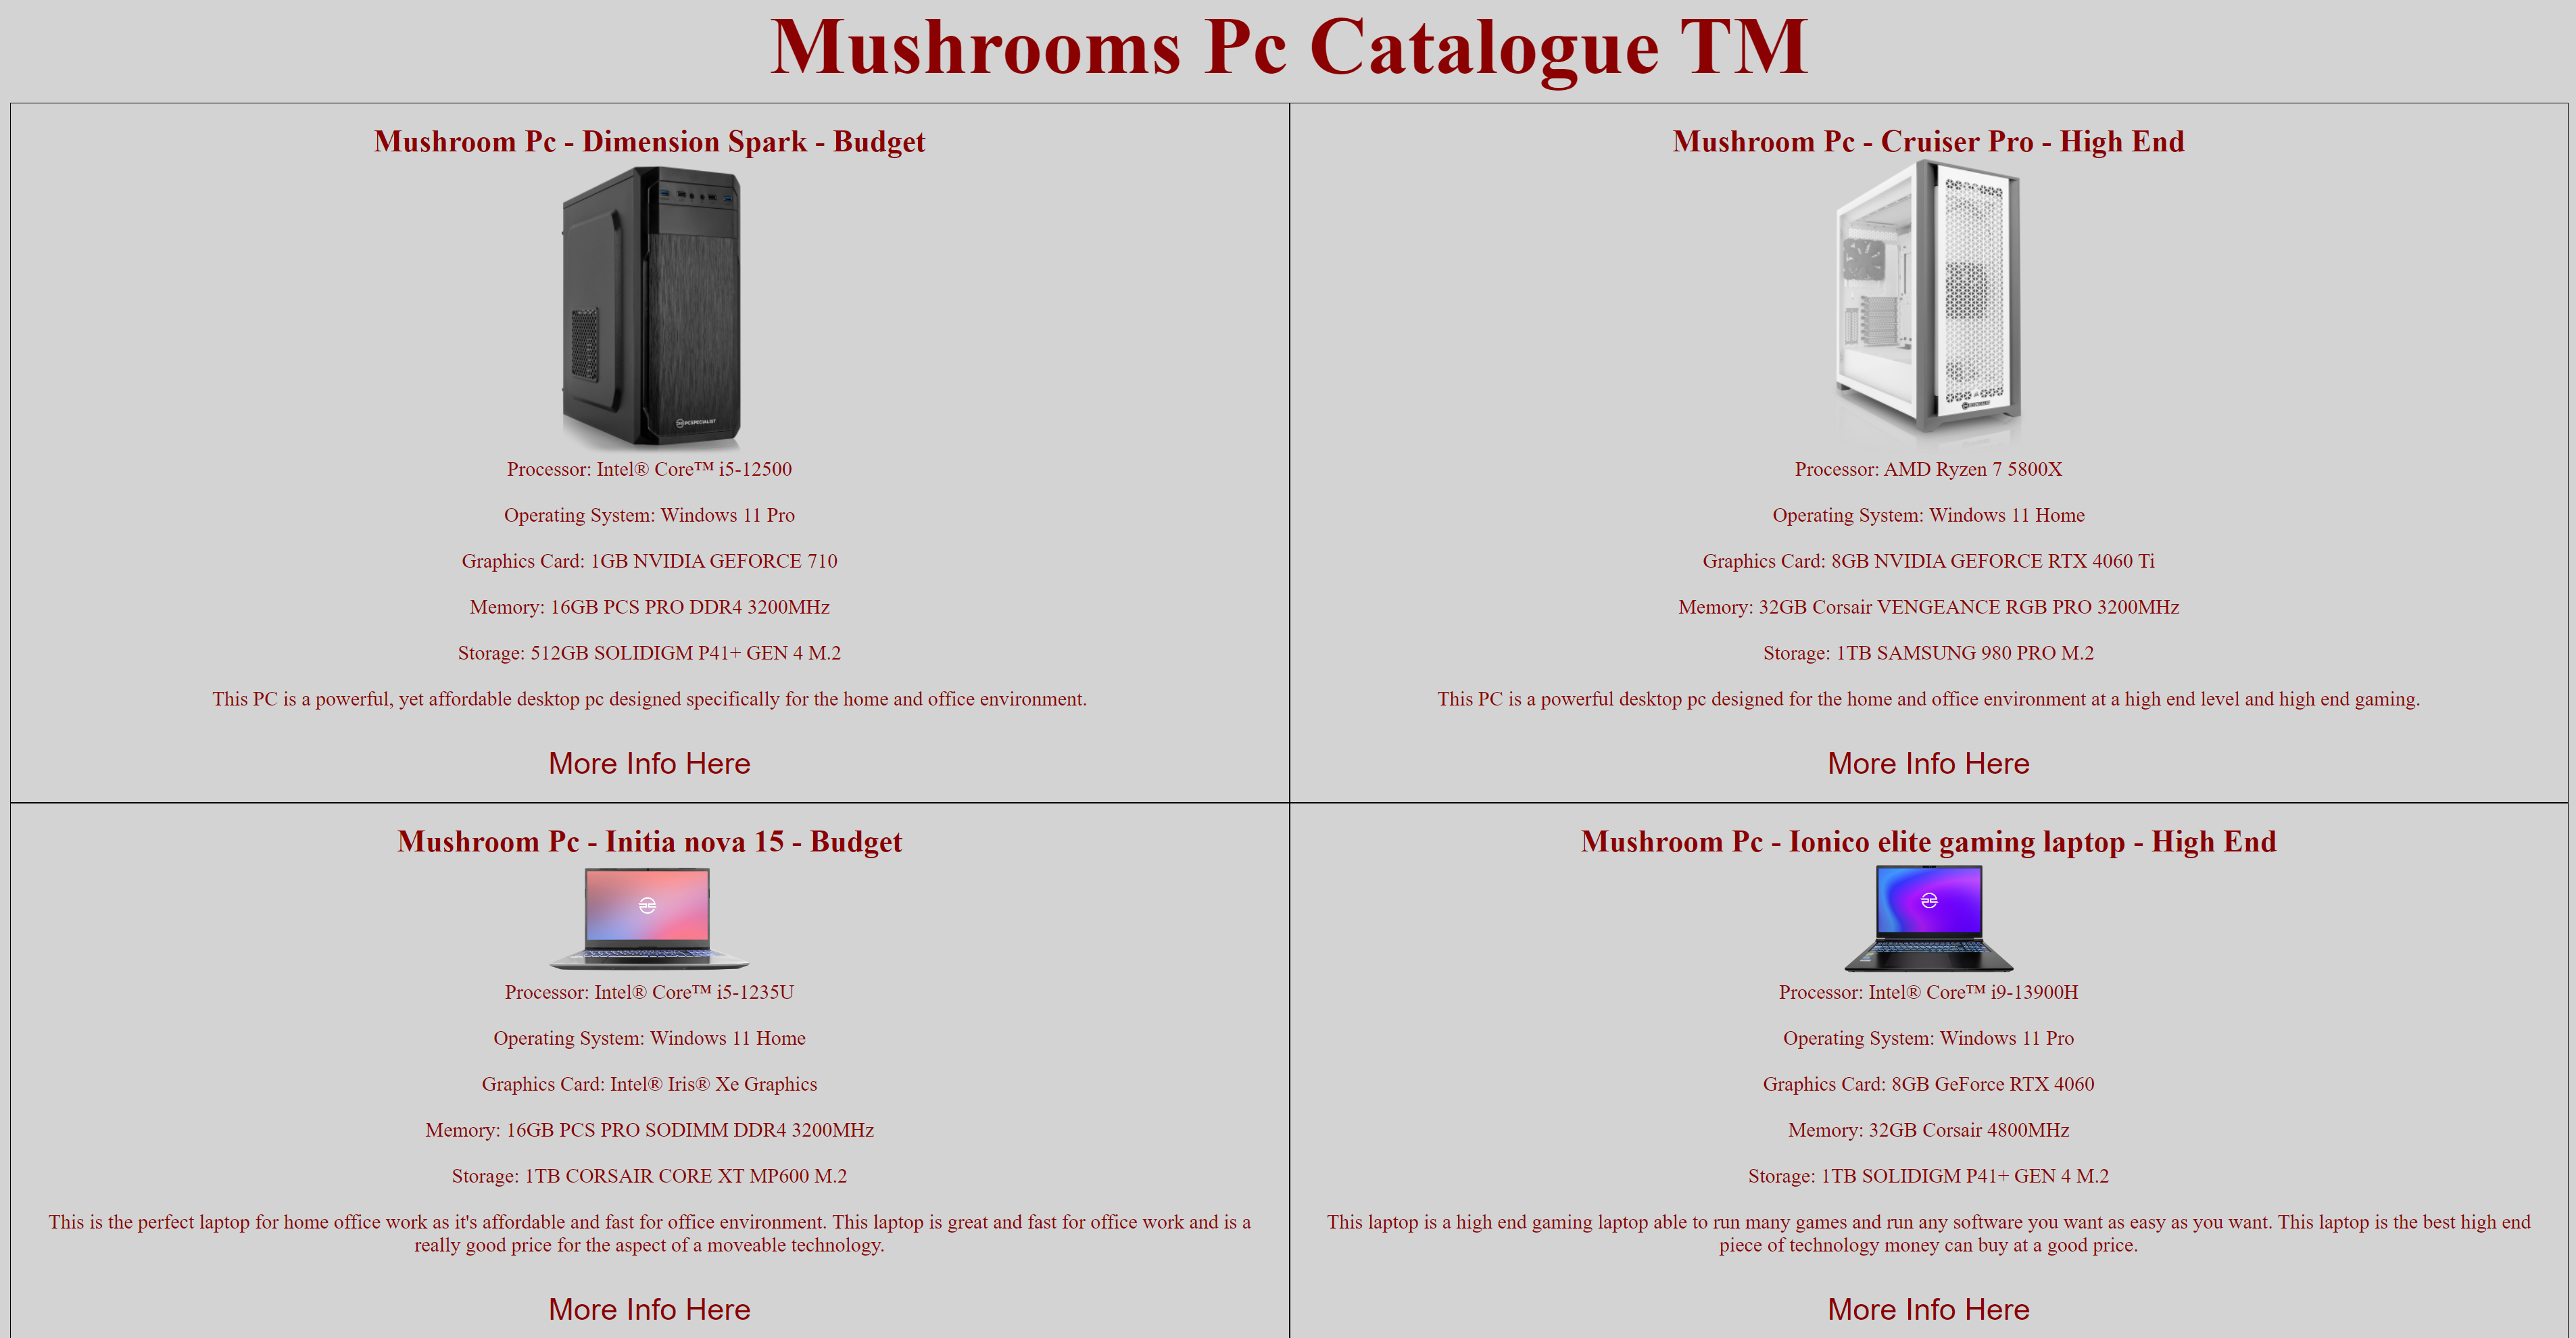 Mushrooms Pc Catalogue TM
Mushroom Pc - Dimension Spark - Budget
PCSPECIALIST
Processor: Intel® Core™ i5-12500
Operating System: Windows 11 Pro
Graphics Card: 1GB NVIDIA GEFORCE 710
Memory: 16GB PCS PRO DDR4 3200MHz
Storage: 512GB SOLIDIGM P41+ GEN 4 M.2
This PC is a powerful, yet affordable desktop pc designed specifically for the home and office environment.
More Info Here
Mushroom Pc - Cruiser Pro - High End
Processor: AMD Ryzen 7 5800X
Operating System: Windows 11 Home
Graphics Card: 8GB NVIDIA GEFORCE RTX 4060 Ti
Memory: 32GB Corsair VENGEANCE RGB PRO 3200MHz
Storage: 1TB SAMSUNG 980 PRO M.2
This PC is a powerful desktop pc designed for the home and office environment at a high end level and high end gaming.
More Info Here
Mushroom Pc - Initia nova 15 - Budget
Processor: Intel® Core™ i5-1235U
Operating System: Windows 11 Home
Graphics Card: Intel® Iris® Xe Graphics
Memory: 16GB PCS PRO SODIMM DDR4 3200MHz
Storage: 1TB CORSAIR CORE XT MP600 M.2
This is the perfect laptop for home office work as it's affordable and fast for office environment. This laptop is great and fast for office work and is a
really good price for the aspect of a moveable technology.
More Info Here
Mushroom Pc - Ionico elite gaming laptop - High End
Processor: Intel® Core™ i9-13900H
Operating System: Windows 11 Pro
Graphics Card: 8GB GeForce RTX 4060
Memory: 32GB Corsair 4800MHz
Storage: 1TB SOLIDIGM P41+ GEN 4 M.2
This laptop is a high end gaming laptop able to run many games and run any software you want as easy as you want. This laptop is the best high end
piece of technology money can buy at a good price.
More Info Here